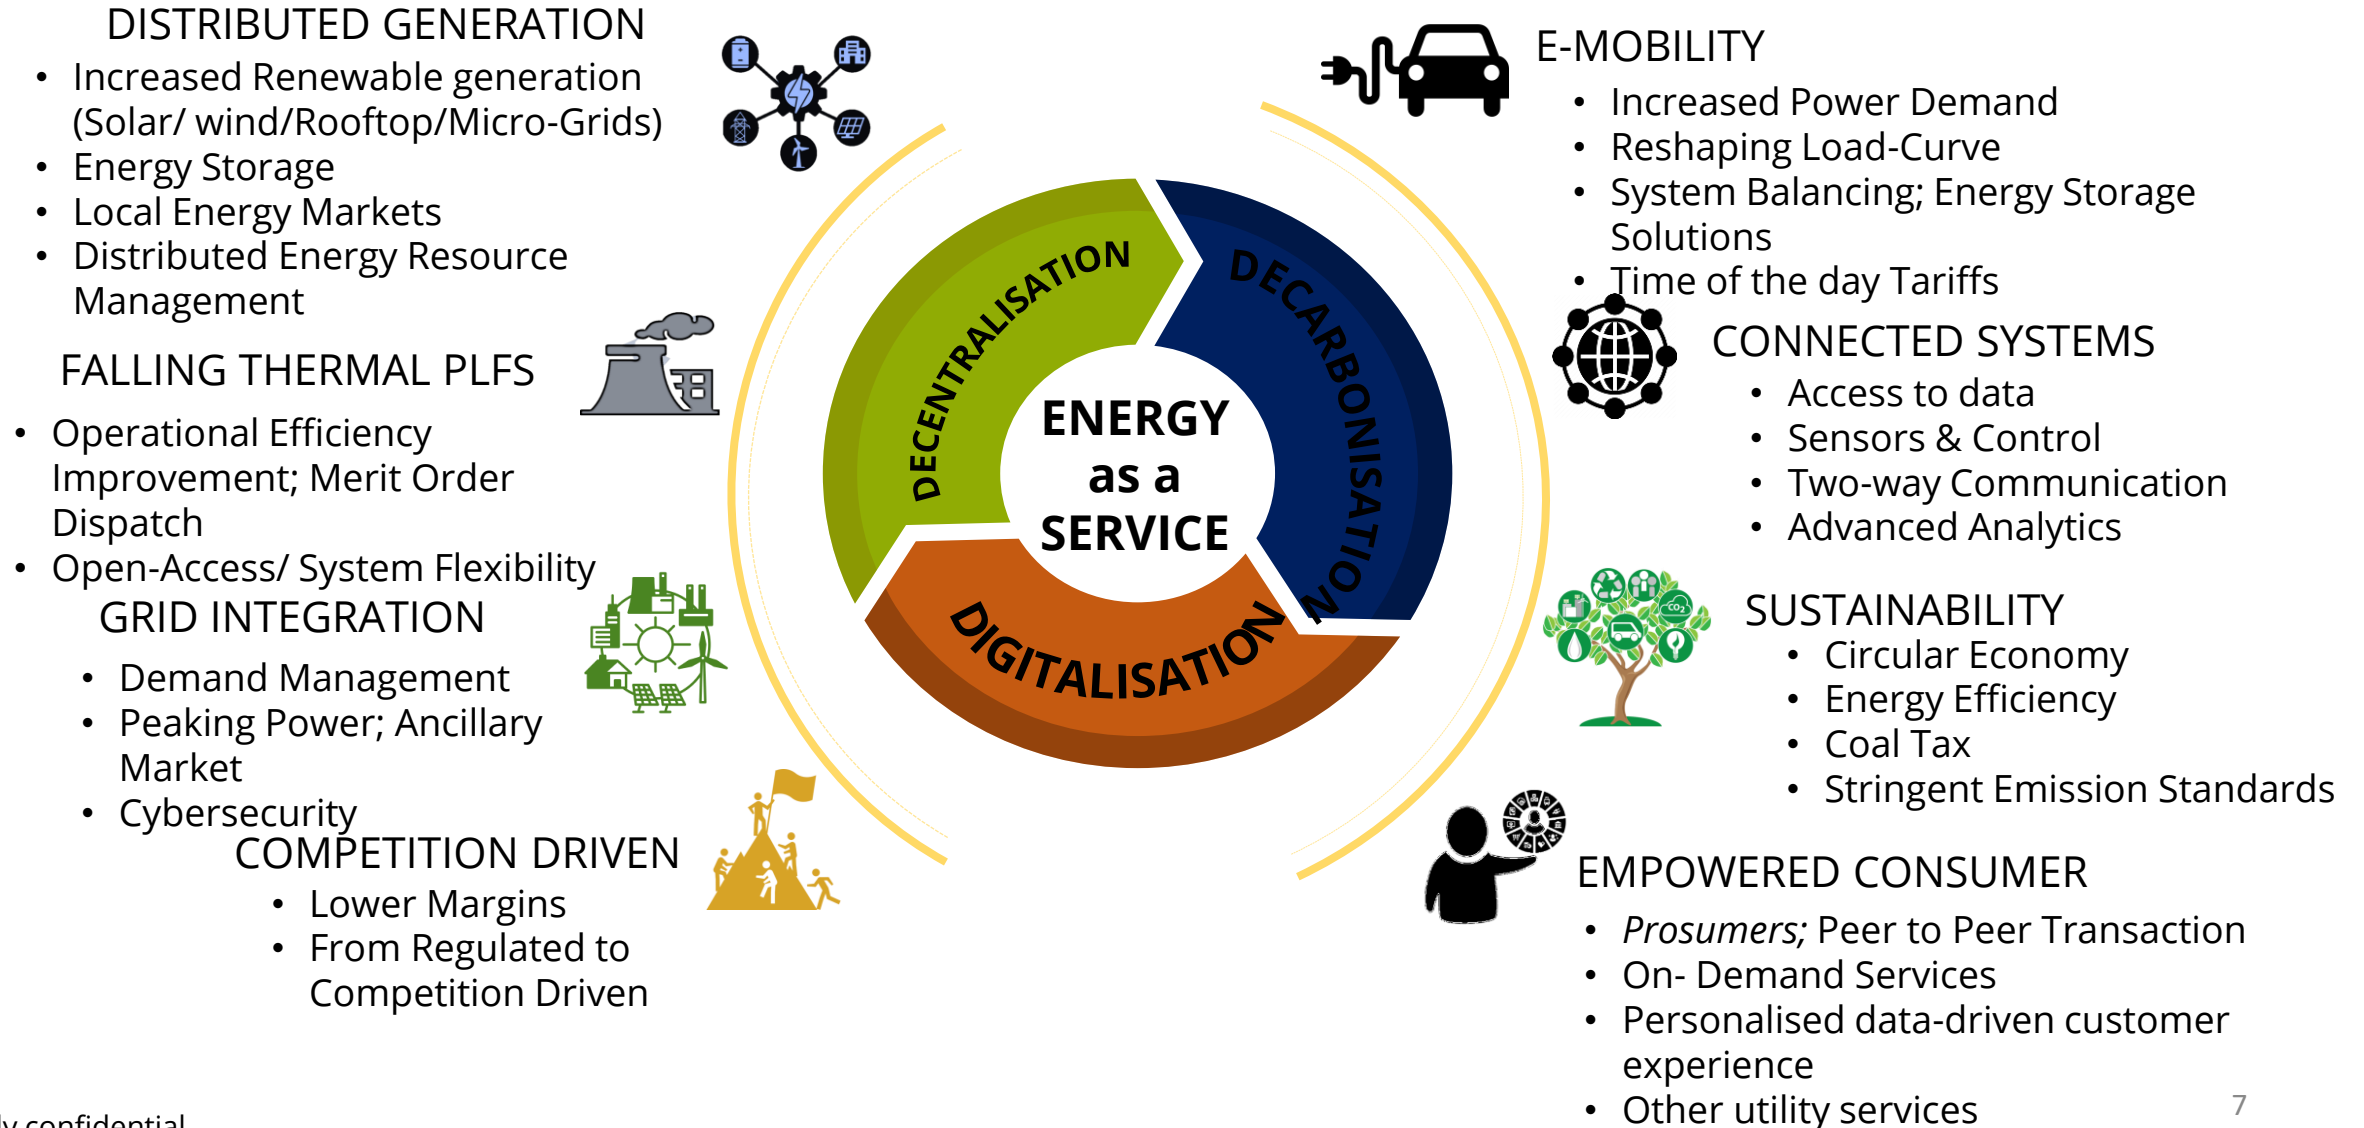 DISTRIBUTED GENERATION
• Increased Renewable generation
(Solar/ wind/Rooftop/Micro-Grids)
• Energy Storage
• Local Energy Markets
• Distributed Energy Resource
Management
FALLING THERMAL PLFS
• Operational Efficiency
Improvement; Merit Order
Dispatch
• Open-Access/ System Flexibility
GRID INTEGRATION
• Demand Management
• Peaking Power; Ancillary
Market
• Cybersecurity
COMPETITION DRIVEN
• Lower Margins
• From Regulated to
Competition Driven
DECENTRALISATION
DECARBONISATION
DIGITALISATION
ENERGY
as a
SERVICE
E-MOBILITY
• Increased Power Demand
• Reshaping Load-Curve
• System Balancing; Energy Storage
Solutions
• Time of the day Tariffs
CONNECTED SYSTEMS
• Access to data
• Sensors & Control
• Two-way Communication
• Advanced Analytics
CO2
SUSTAINABILITY
• Circular Economy
• Energy Efficiency
• Coal Tax
• Stringent Emission Standards
EMPOWERED CONSUMER
• Prosumers; Peer to Peer Transaction
• On- Demand Services
• Personalised data-driven customer
experience
• Other utility services
confidential
7